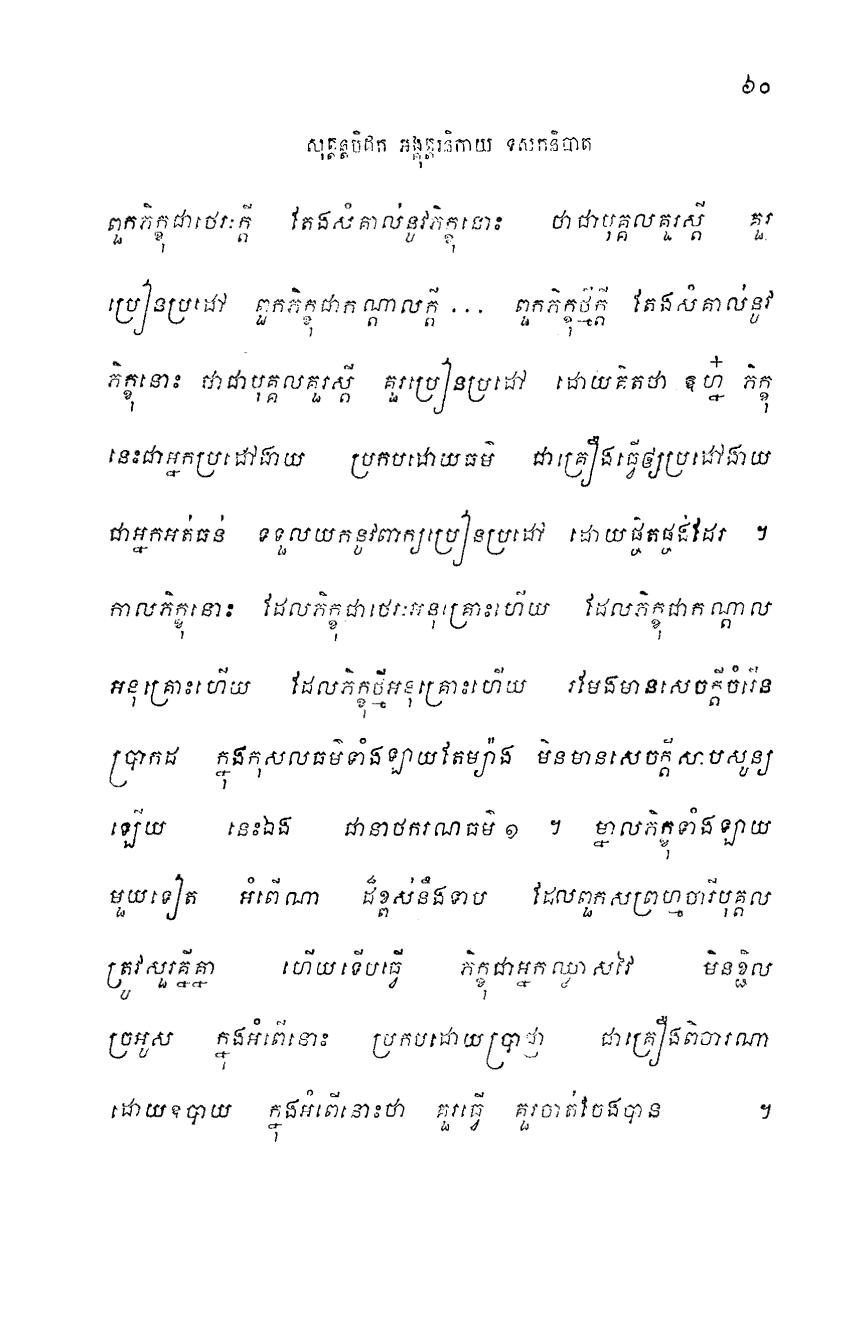 ៦០
សុត្តន្តបិដក អង្គុត្តរនិកាយ ទសកនិបាត
ពួកភិក្ខុជាថេរៈក្តី តែងសំគាល់នូវភិក្ខុនោះ ថាជាបុគ្គលគួរស្តី គួរ
ប្រៀនប្រដៅ ពួកភិក្ខុជាកណ្តាលក្តី ... ពួកភិក្ខុថ្មីក្តី តែងសំគាល់នូវ
ភិក្ខុនោះ ថាជាបុគ្គលគួរស្តី គួរប្រៀនប្រដៅ ដោយគិតថា ឧហ្ន៎ ភិក្ខុ
នេះជាអ្នកប្រដៅងាយ ប្រកបដោយធម៌ ជាគ្រឿងធ្វើឲ្យប្រដៅងាយ
ជាអ្នកអត់ធន់ ទទួលយកនូវពាក្យប្រៀនប្រដៅ ដោយផ្ចិតផ្ចង់ដែរ ។
កាលភិក្ខុនោះ ដែលភិក្ខុជាថេរៈអនុគ្រោះហើយ ដែលភិក្ខុជាកណ្តាល
អនុគ្រោះហើយ ដែលភិក្ខុថ្មីអនុគ្រោះហើយ រមែងមានសេចក្តីចំរើន
ប្រាកដ ក្នុងកុសលធម៌ទាំងឡាយតែម្យ៉ាង មិនមានសេចក្តីសាបសូន្យ
ឡើយ នេះឯង ជានាថករណធម៌ ១ ។ ម្នាលភិក្ខុទាំងឡាយ
មួយទៀត អំពើណា ដ៏ខ្ពស់នឹងទាប ដែលពួកសព្រហ្មចារីបុគ្គល
ត្រូវសួរគ្នីគ្នា ហើយទើបធ្វើ ភិក្ខុជាអ្នកឈ្លាសវៃ មិនខ្ជិល
ច្រអូស ក្នុងអំពើនោះ ប្រកបដោយប្រាជ្ញា ជាគ្រឿងពិចារណា
ដោយឧបាយ ក្នុងអំពើនោះថា គួរធ្វើ គួរចាត់ចែងបាន ។